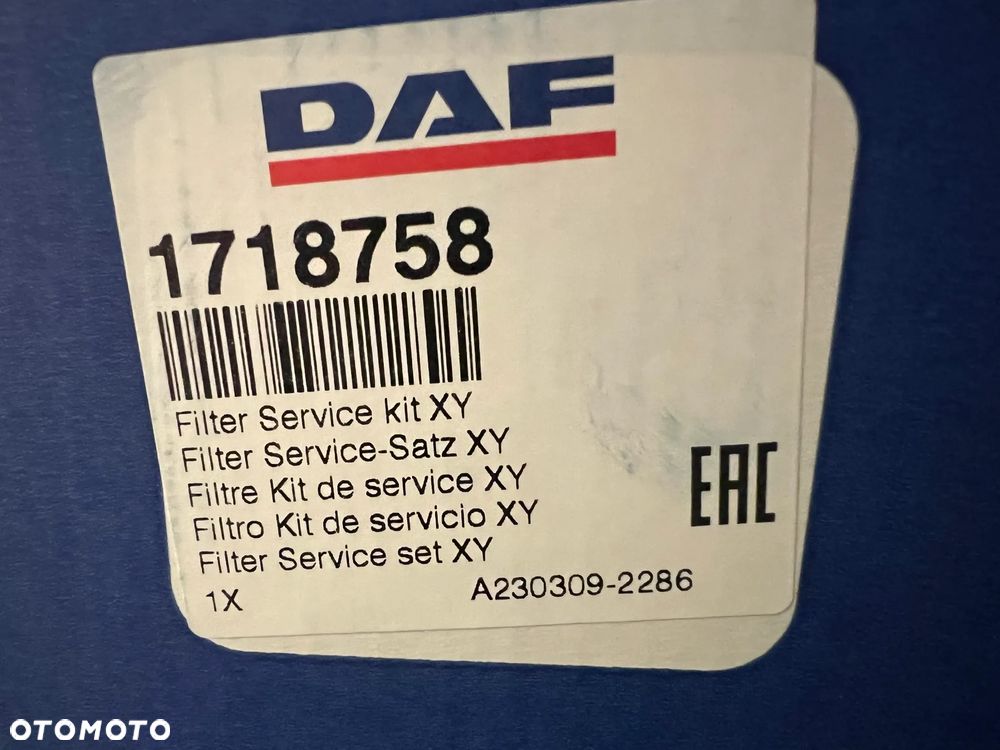 DAF
1718758
Filter Service kit XY
Filter Service-Satz XY
Filtre Kit de service XY
Filtro Kit de servicio XY
Filter Service set XY
EAC
1X A230309-2286
OTOMOTO